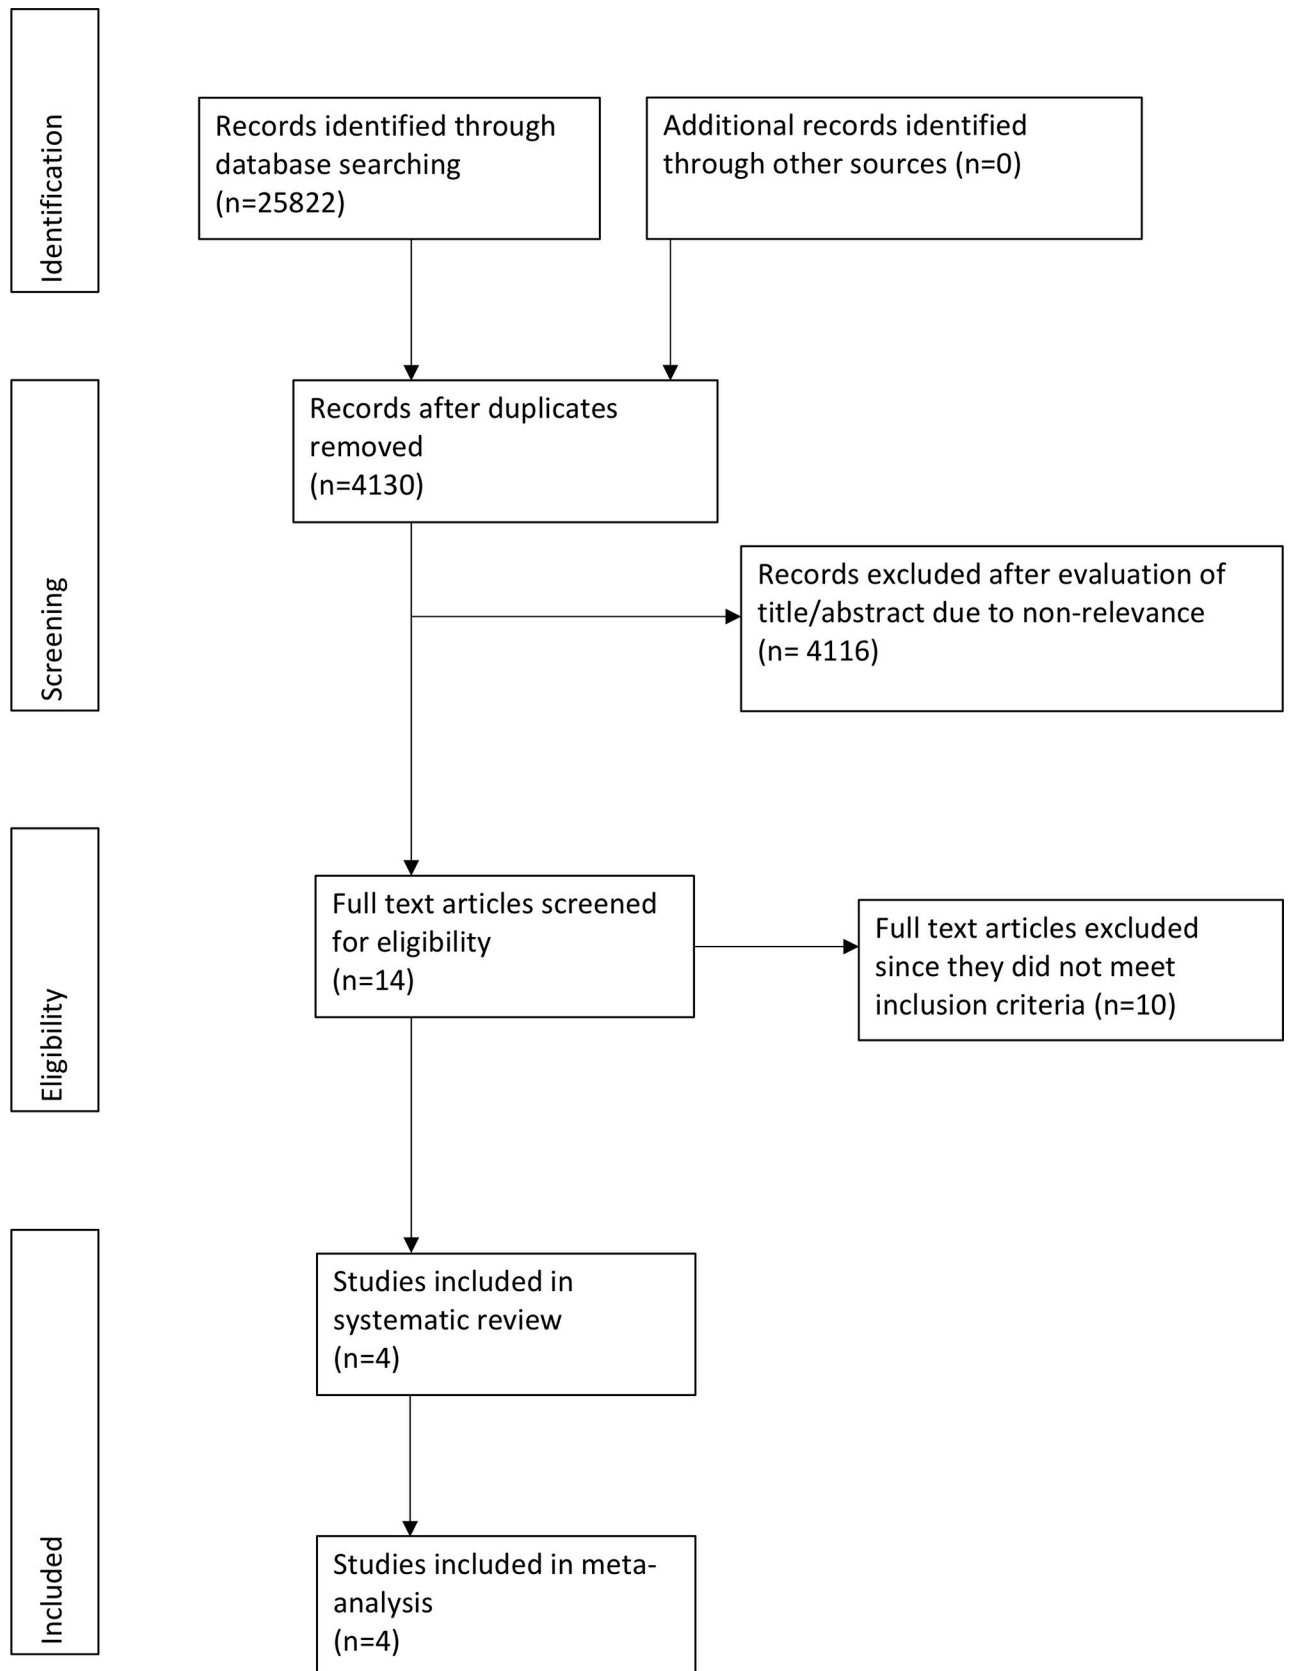 Identification
Records identified through
database searching
(n=25822)
Additional records identified
through other sources (n=0)
Screening
Records after duplicates
removed
(n=4130)
Records excluded after evaluation of
title/abstract due to non-relevance
(n= 4116)
Eligibility
Full text articles screened
for eligibility
(n=14)
Full text articles excluded
since they did not meet
inclusion criteria (n=10)
Included
Studies included in
systematic review
(n=4)
Studies included in meta-
analysis
(n=4)